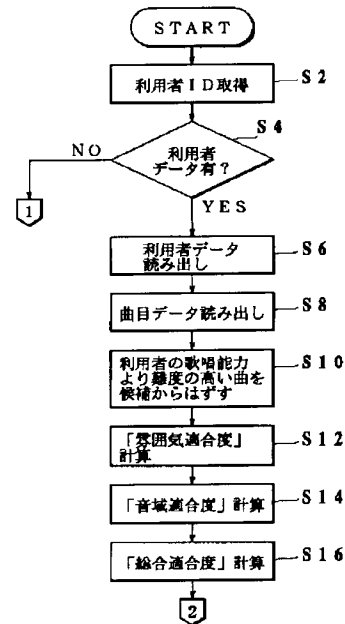 START
利用者ID取得
S2
S4
利用者
データ有?
NO
1
YES
利用者データ
読み出し
S6
曲目データ読み出し
S8
利用者の歌唱能力
より難度の高い曲を
候補からはずす
S10
「雰囲気適合度」
計算
S12
「音域適合度」計算
S14
「総合適合度」計算
S16
2